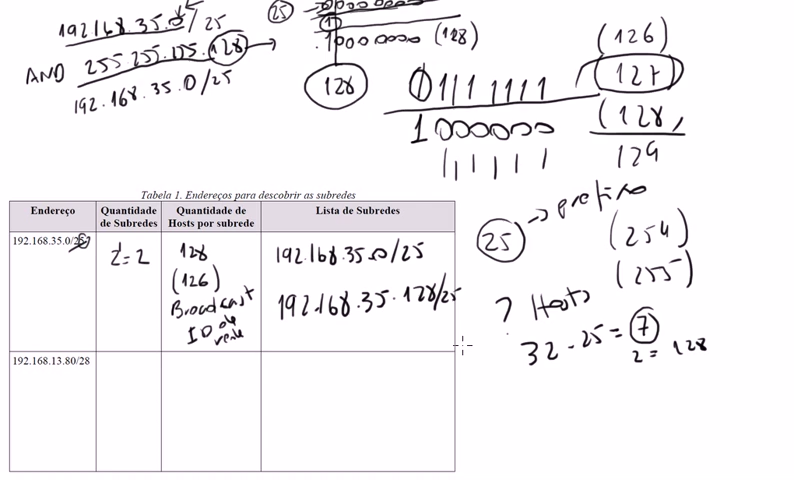 192.168.35.0/25
AND 255.255.255.128
192.168.35.0/25
25
1
.10000000 (128)
128
01111111
10000000
(126)
127
(128,
129
Tabela 1. Endereços para descobrir as subredes
Endereço Quantidade de Subredes Quantidade de Hosts por subrede Lista de Subredes
192.168.35.0/25
2¹=2
128
(126)
Broadcast
ID de rede
192.168.35.0/25
192.168.35.128/25
192.168.13.80/28
25 -> prefixo
(254)
(255)
? Hosts
32-25=7
2 = 128